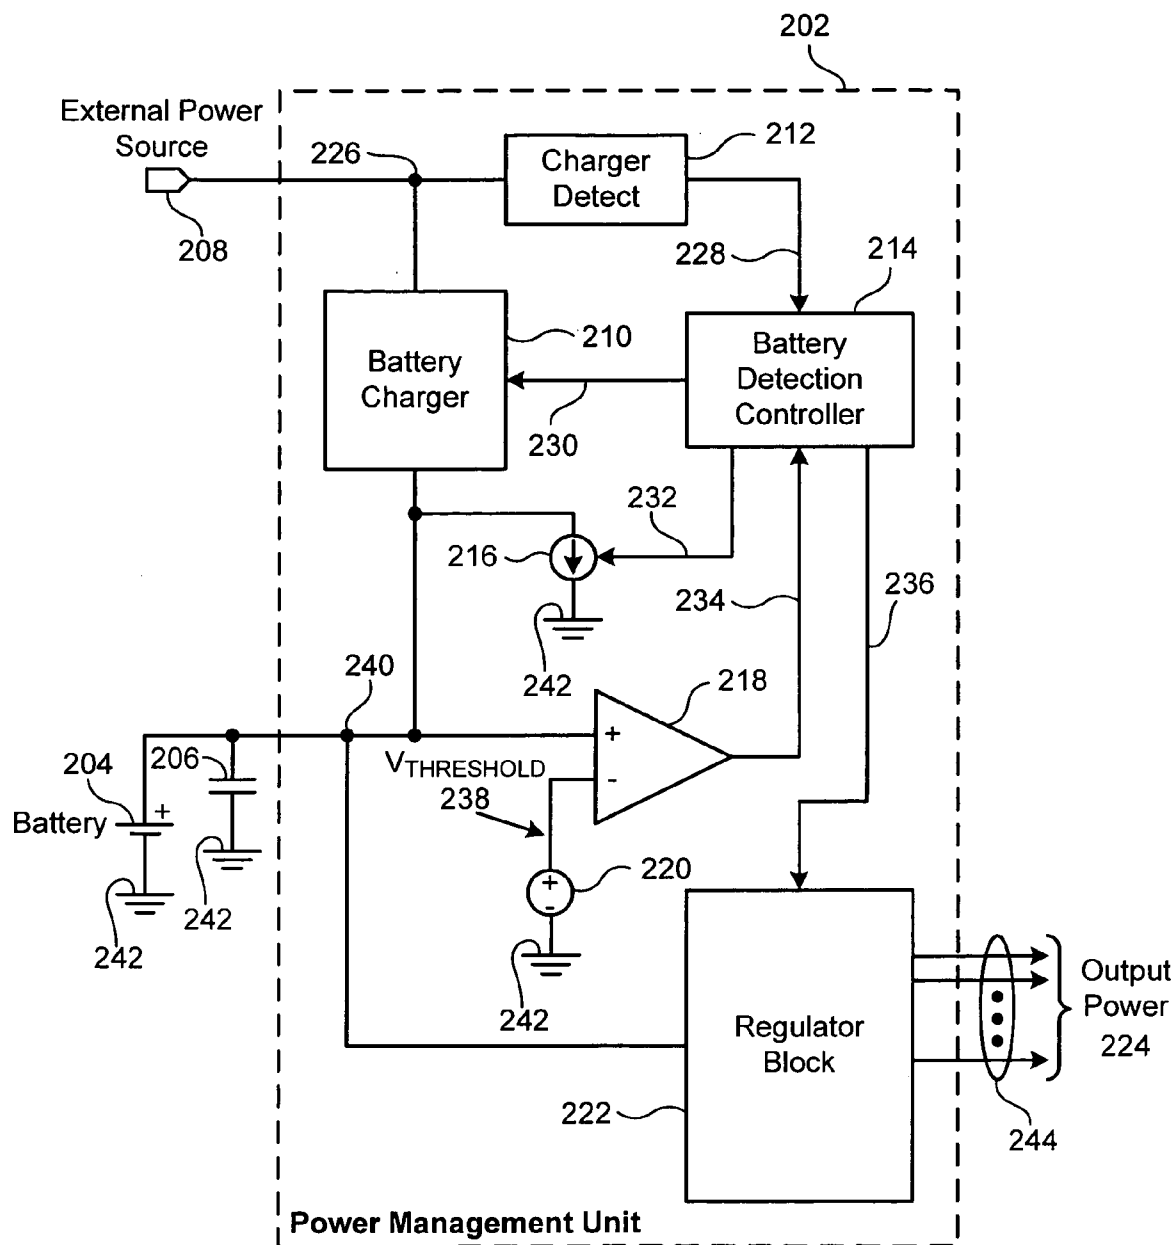 202
External Power
Source
226
208
Charger
Detect
212
228
214
Battery
Charger
210
230
Battery
Detection
Controller
216
232
242
234
236
240
218
+
-
V_THRESHOLD
238
204
206
+
Battery
242
242
+
-
220
242
Regulator
Block
222
Output
Power
224
244
Power Management Unit